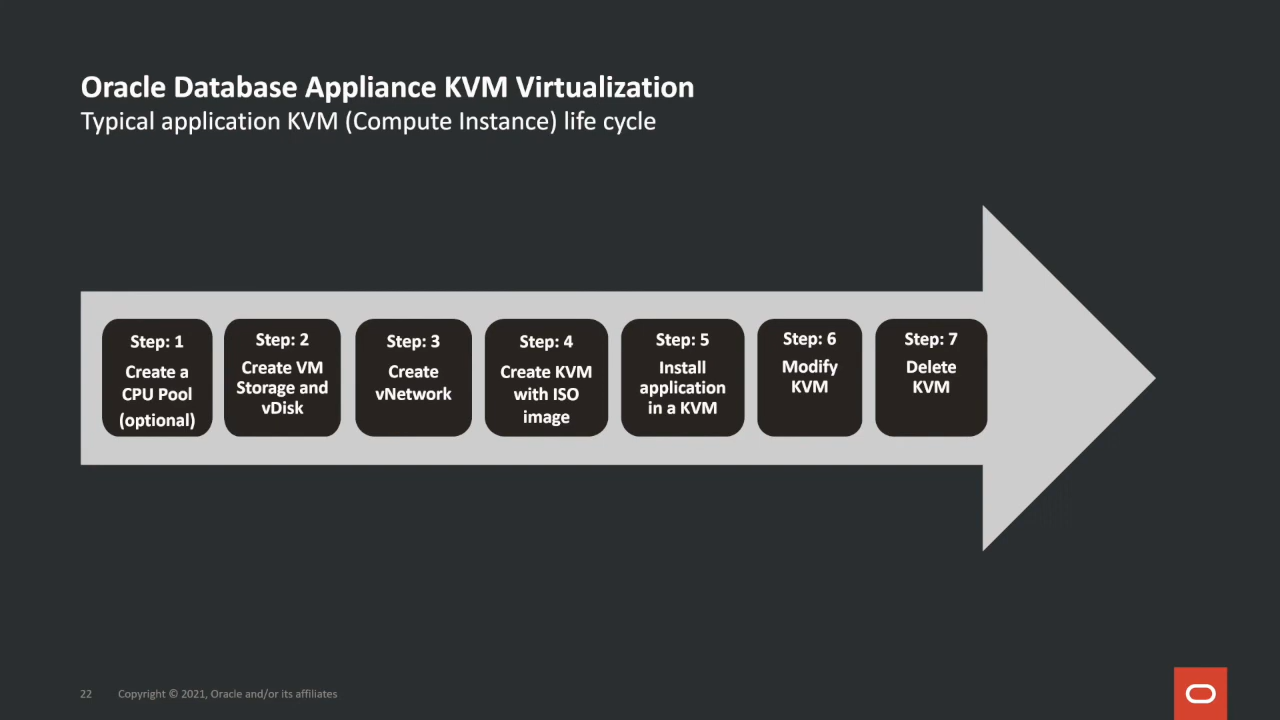 Oracle Database Appliance KVM Virtualization
Typical application KVM (Compute Instance) life cycle
Step: 1
Create a
CPU Pool
(optional)
Step: 2
Create VM
Storage and
vDisk
Step: 3
Create
vNetwork
Step: 4
Create KVM
with ISO
image
Step: 5
Install
application
in a KVM
Step: 6
Modify
KVM
Step: 7
Delete
KVM
22 Copyright © 2021, Oracle and/or its affiliates